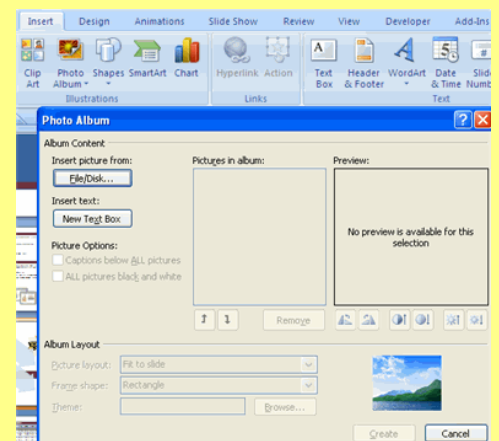 Insert Design Animations Slide Show Review View Developer Add-Ins
Clip Photo Shapes SmartArt Chart Hyperlink Action Text Header WordArt Date
Art Album Box & Footer & Time
Illustrations Links Text
Photo Album
Album Content
Insert picture from: Pictures in album: Preview:
File/Disk...
Insert text:
New Text Box
No preview is available for this
selection
Picture Options:
Captions below ALL pictures
ALL pictures black and white
Remove
Album Layout
Picture layout: Fit to slide
Frame shape: Rectangle
Theme: Browse...
Create Cancel